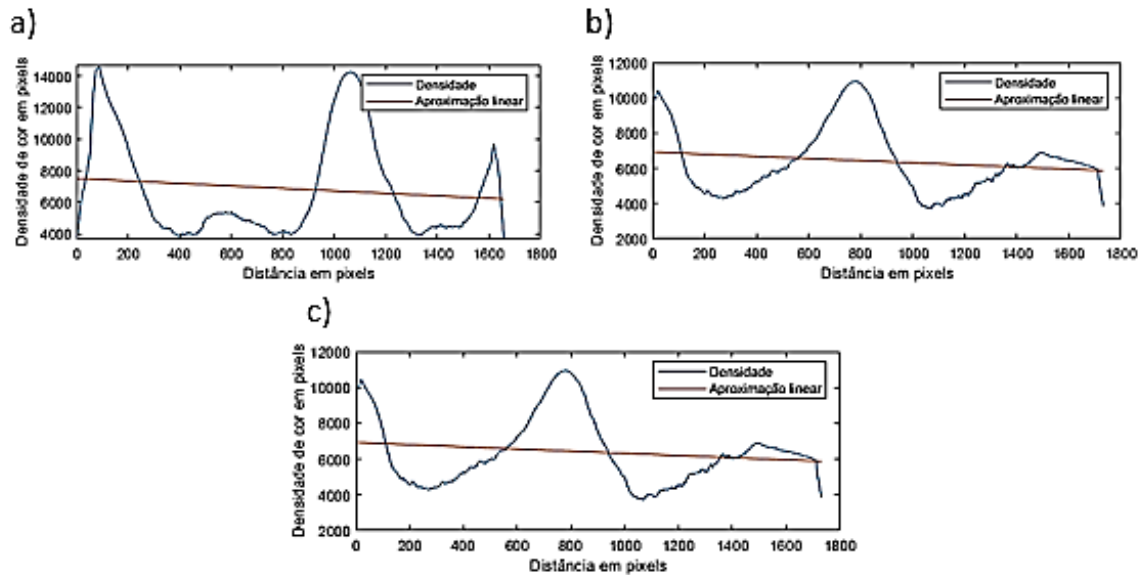 a)
Densidade de cor em pixels
14000
12000
10000
8000
6000
4000
Densidade
Aproximação linear
0 200 400 600 800 1000 1200 1400 1600 1800
Distância em pixels
b)
Densidade de cor em pixels
12000
10000
8000
6000
4000
2000
Densidade
Aproximação linear
0 200 400 600 800 1000 1200 1400 1600 1800
Distância em pixels
c)
Densidade de cor em pixels
12000
10000
8000
6000
4000
2000
Densidade
Aproximação linear
0 200 400 600 800 1000 1200 1400 1600 1800
Distância em pixels